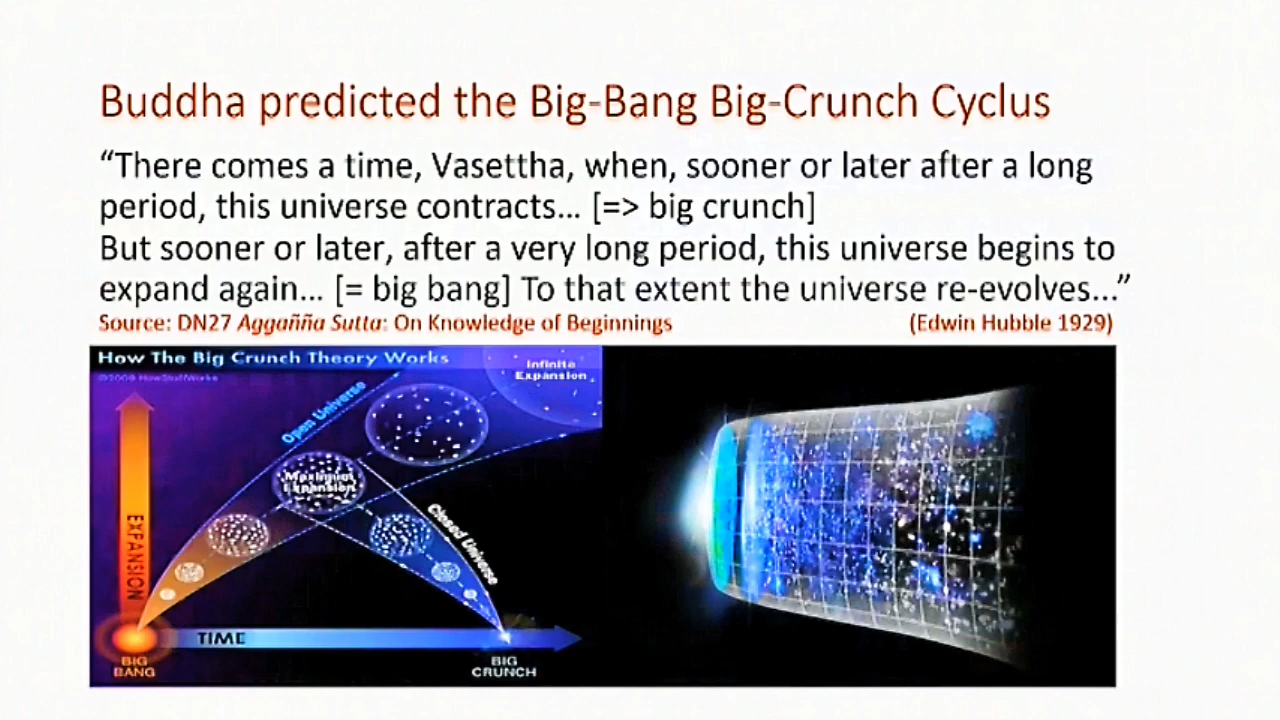 Buddha predicted the Big-Bang Big-Crunch Cyclus
“There comes a time, Vasettha, when, sooner or later after a long
period, this universe contracts… [=> big crunch]
But sooner or later, after a very long period, this universe begins to
expand again… [= big bang] To that extent the universe re-evolves…”
Source: DN27 Aggañña Sutta: On Knowledge of Beginnings (Edwin Hubble 1929)
How The Big Crunch Theory Works
©2009 HowStuffWorks
Infinite
Expansion
Open Universe
Maximum
Expansion
Closed Universe
EXPANSION
TIME
BIG
BANG
BIG
CRUNCH